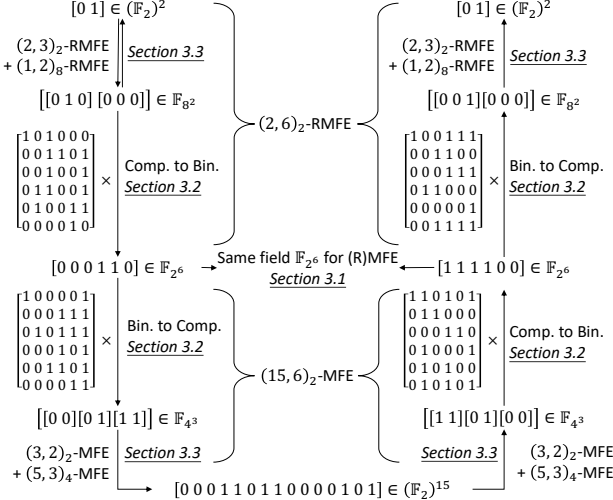 [0 1] ∈ (𝔽₂)² [0 1] ∈ (𝔽₂)²
(2, 3)₂-RMFE Section 3.3 (2, 3)₂-RMFE Section 3.3
+ (1, 2)₈-RMFE + (1, 2)₈-RMFE
[[0 1 0] [0 0 0]] ∈ 𝔽₈² (2, 6)₂-RMFE [[0 0 1][0 0 0]] ∈ 𝔽₈²
1 0 1 0 0 0 1 0 0 1 1 1
0 0 1 1 0 1 0 0 1 1 0 0
0 0 1 0 0 1 × Comp. to Bin. 0 0 0 1 1 1 × Bin. to Comp.
0 1 1 0 0 1 Section 3.2 0 1 1 0 0 0 Section 3.2
0 1 0 0 1 1 0 0 0 0 0 1
0 0 0 0 1 0 0 0 1 1 1 1
[0 0 0 1 1 0] ∈ 𝔽₂⁶ Same field 𝔽₂⁶ for (R)MFE [1 1 1 1 0 0] ∈ 𝔽₂⁶
Section 3.1
1 0 0 0 0 1 1 1 0 1 0 1
0 0 0 1 1 1 0 0 0 0 1 1
0 1 0 1 1 1 × Bin. to Comp. 0 0 0 1 1 0 × Comp. to Bin.
0 0 0 1 0 1 Section 3.2 0 1 0 0 0 1 Section 3.2
0 1 1 0 1 0 0 1 0 1 0 0
0 0 0 0 1 1 0 1 0 0 0 0
(15, 6)₂-MFE
[[0 0][0 1][1 1]] ∈ 𝔽₄³ [[1 1][0 1][0 0]] ∈ 𝔽₄³
(3, 2)₂-MFE Section 3.3 Section 3.3 (3, 2)₂-MFE
+ (5, 3)₄-MFE + (5, 3)₄-MFE
[0 0 0 1 1 0 1 1 0 0 0 0 1 0 1] ∈ (𝔽₂)¹⁵